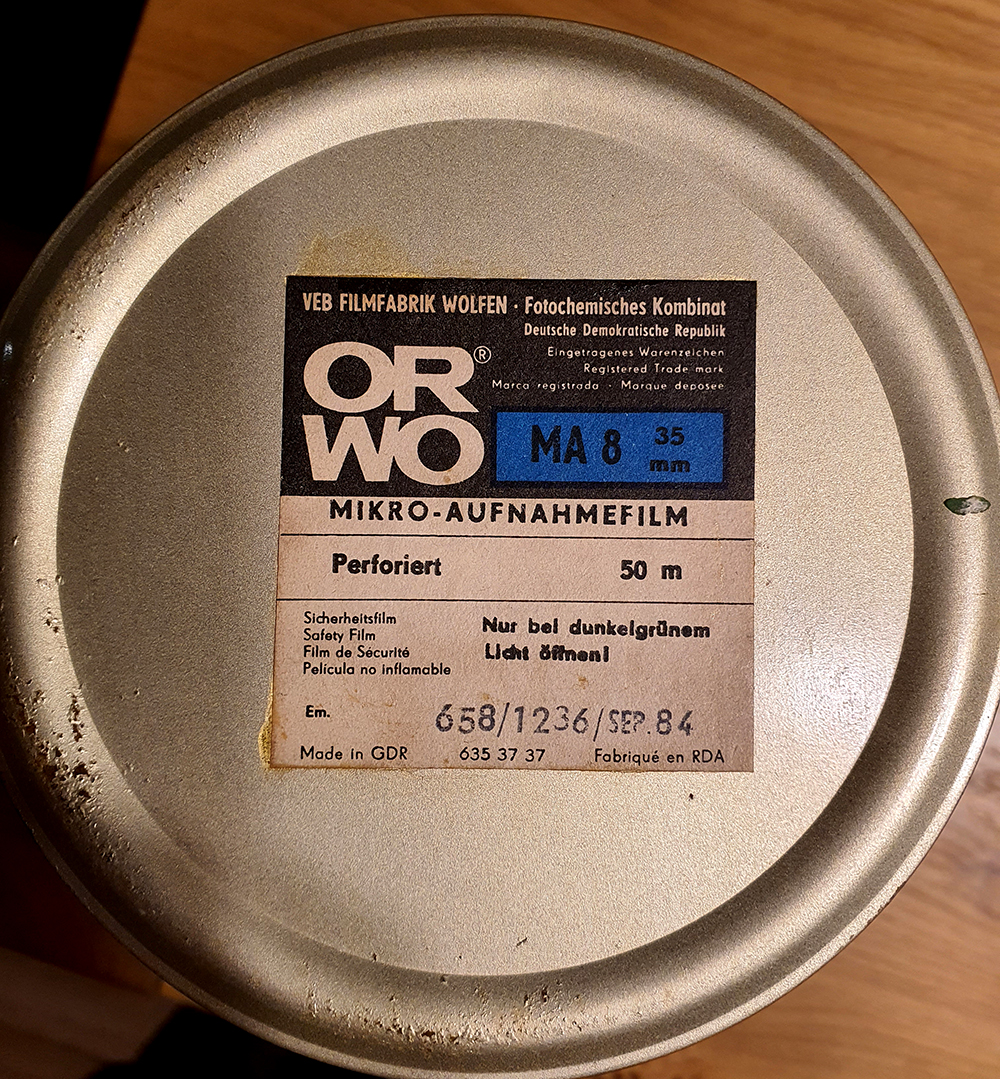 VEB FILMFABRIK WOLFEN · Fotochemisches Kombinat
Deutsche Demokratische Republik
Eingetragenes Warenzeichen
Registered Trade mark
Marca registrada · Marque deposee
ORWO®
MA 8 35 mm
MIKRO-AUFNAHMEFILM
Perforiert 50 m
Sicherheitsfilm
Safety Film
Film de Sécurité
Película no inflamable
Nur bei dunkelgrünem
Licht öffnen!
Em. 658/1236/SEP.84
Made in GDR 635 37 37 Fabriqué en RDA